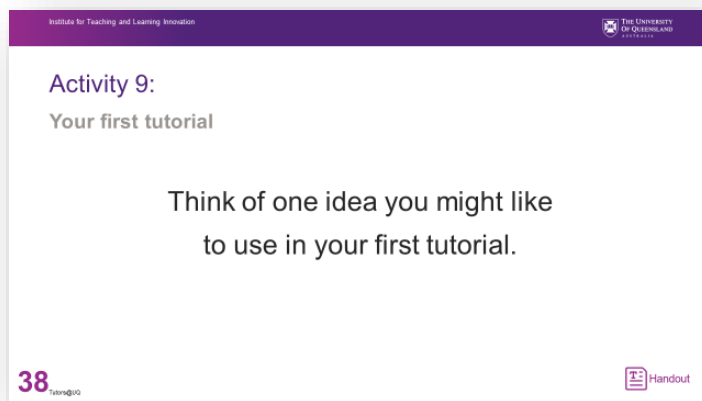 Institute for Teaching and Learning Innovation
THE UNIVERSITY
OF QUEENSLAND
AUSTRALIA
Activity 9:
Your first tutorial
Think of one idea you might like
to use in your first tutorial.
38
Tutors@UQ
Handout